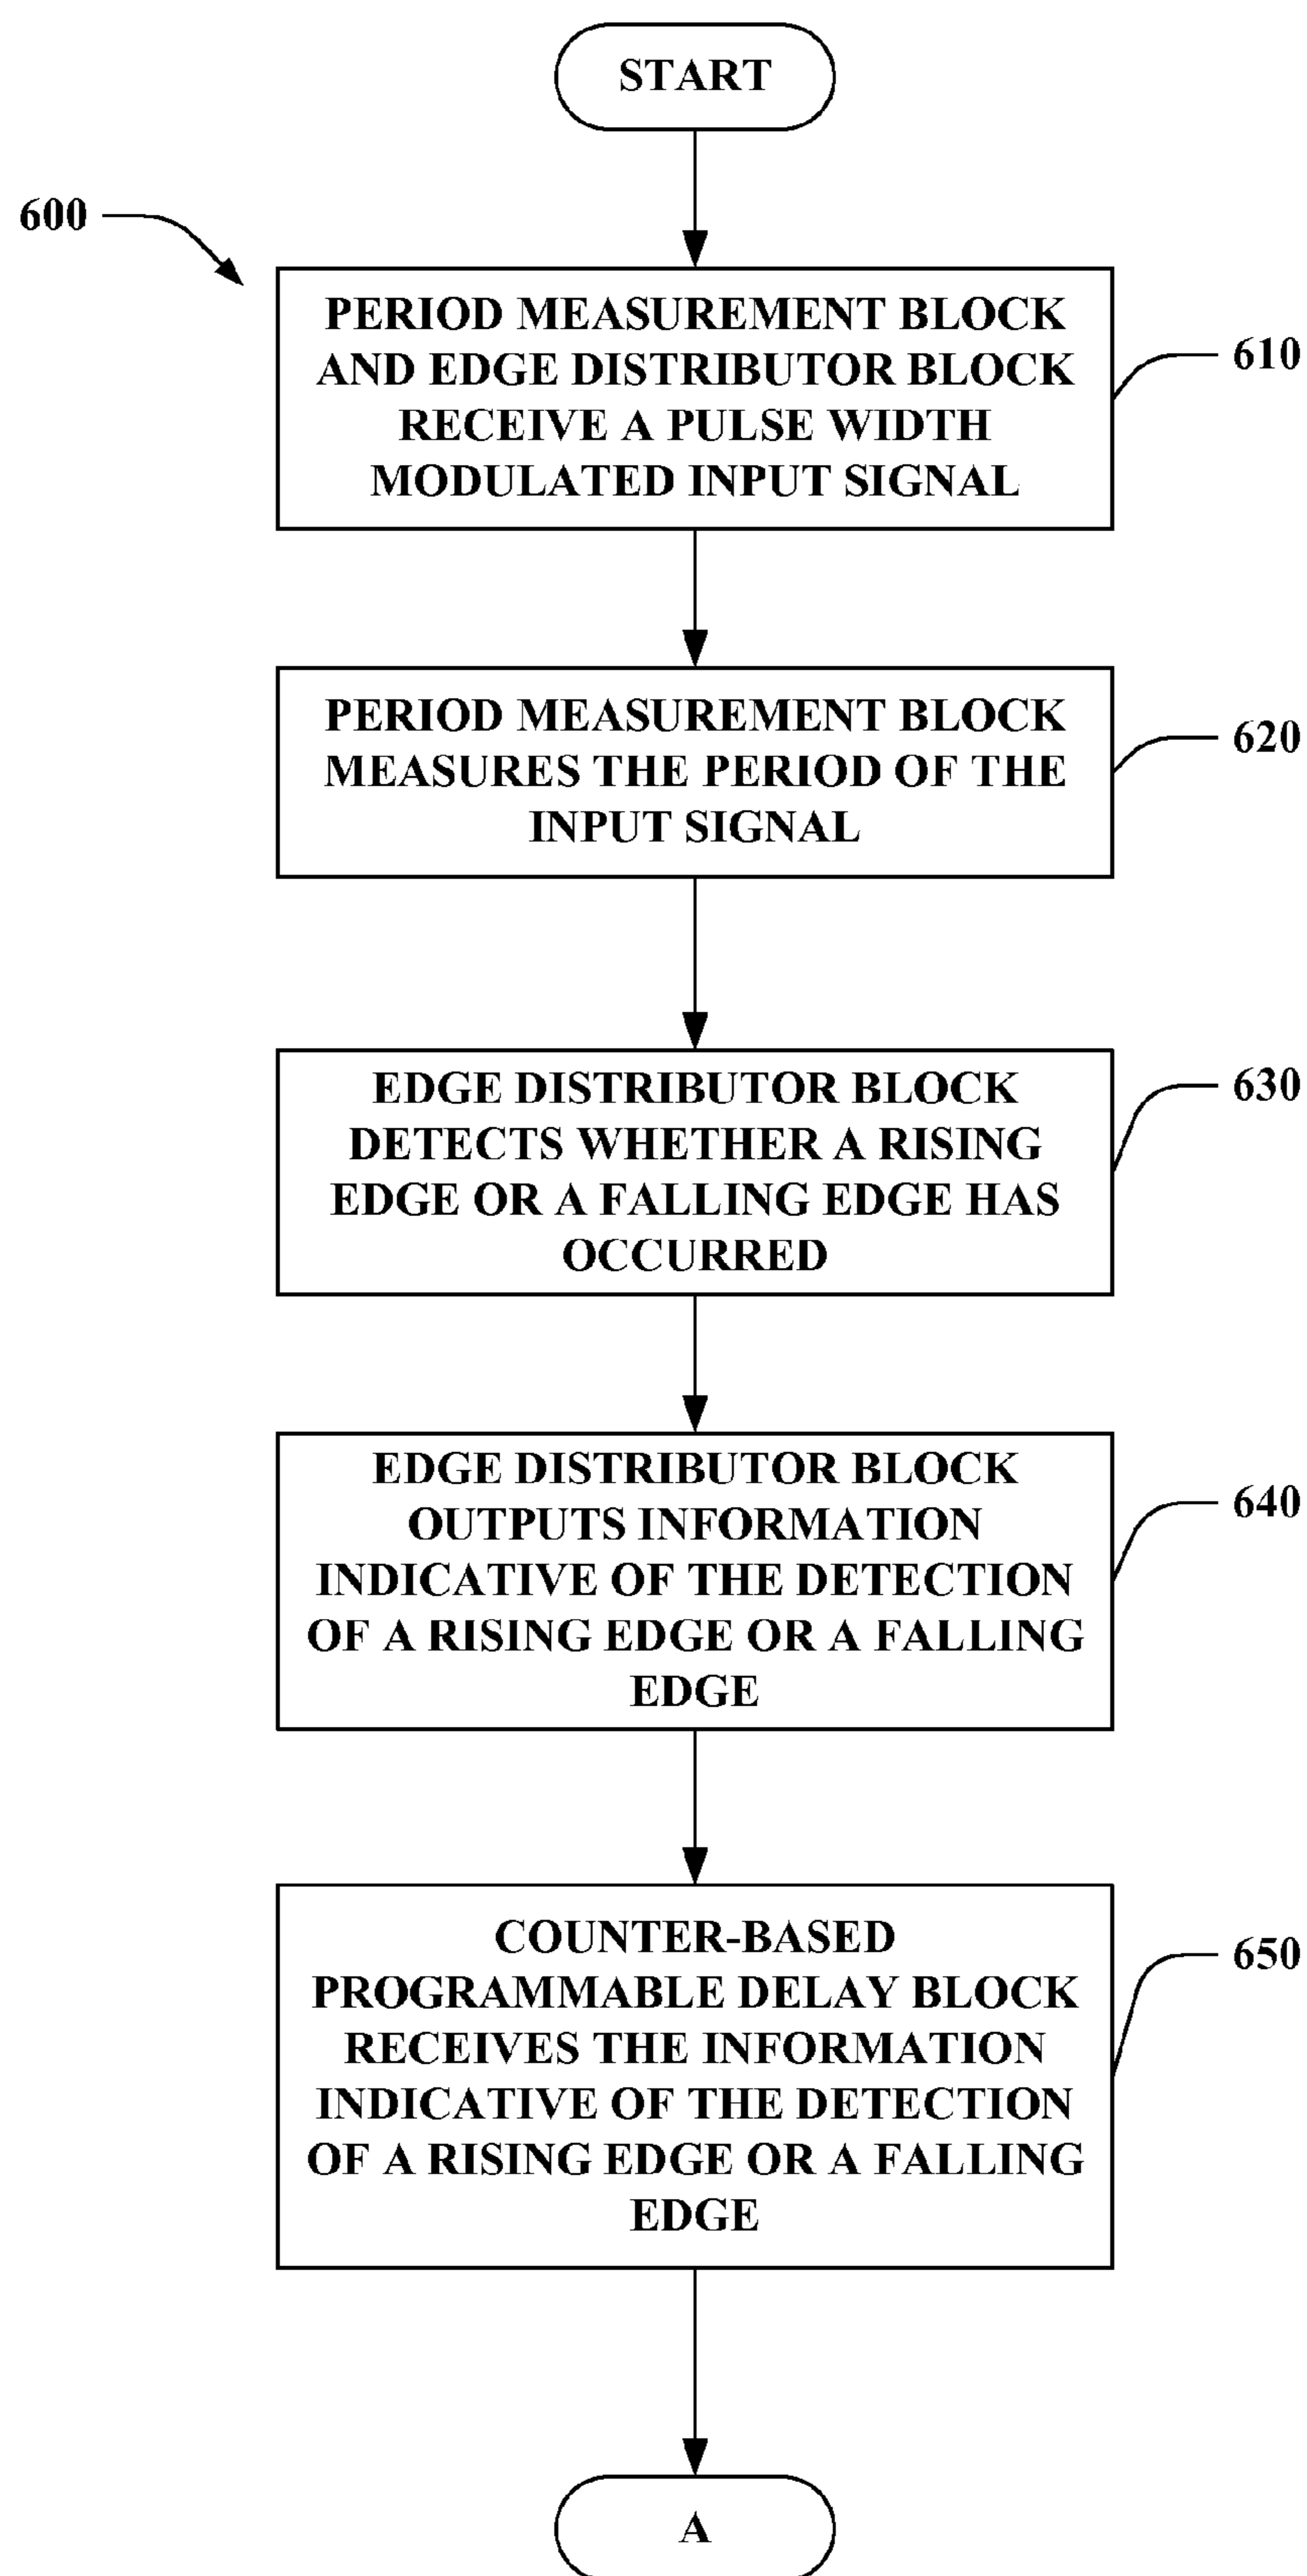 START
600
PERIOD MEASUREMENT BLOCK
AND EDGE DISTRIBUTOR BLOCK
RECEIVE A PULSE WIDTH
MODULATED INPUT SIGNAL
610
PERIOD MEASUREMENT BLOCK
MEASURES THE PERIOD OF THE
INPUT SIGNAL
620
EDGE DISTRIBUTOR BLOCK
DETECTS WHETHER A RISING
EDGE OR A FALLING EDGE HAS
OCCURRED
630
EDGE DISTRIBUTOR BLOCK
OUTPUTS INFORMATION
INDICATIVE OF THE DETECTION
OF A RISING EDGE OR A FALLING
EDGE
640
COUNTER-BASED
PROGRAMMABLE DELAY BLOCK
RECEIVES THE INFORMATION
INDICATIVE OF THE DETECTION
OF A RISING EDGE OR A FALLING
EDGE
650
A